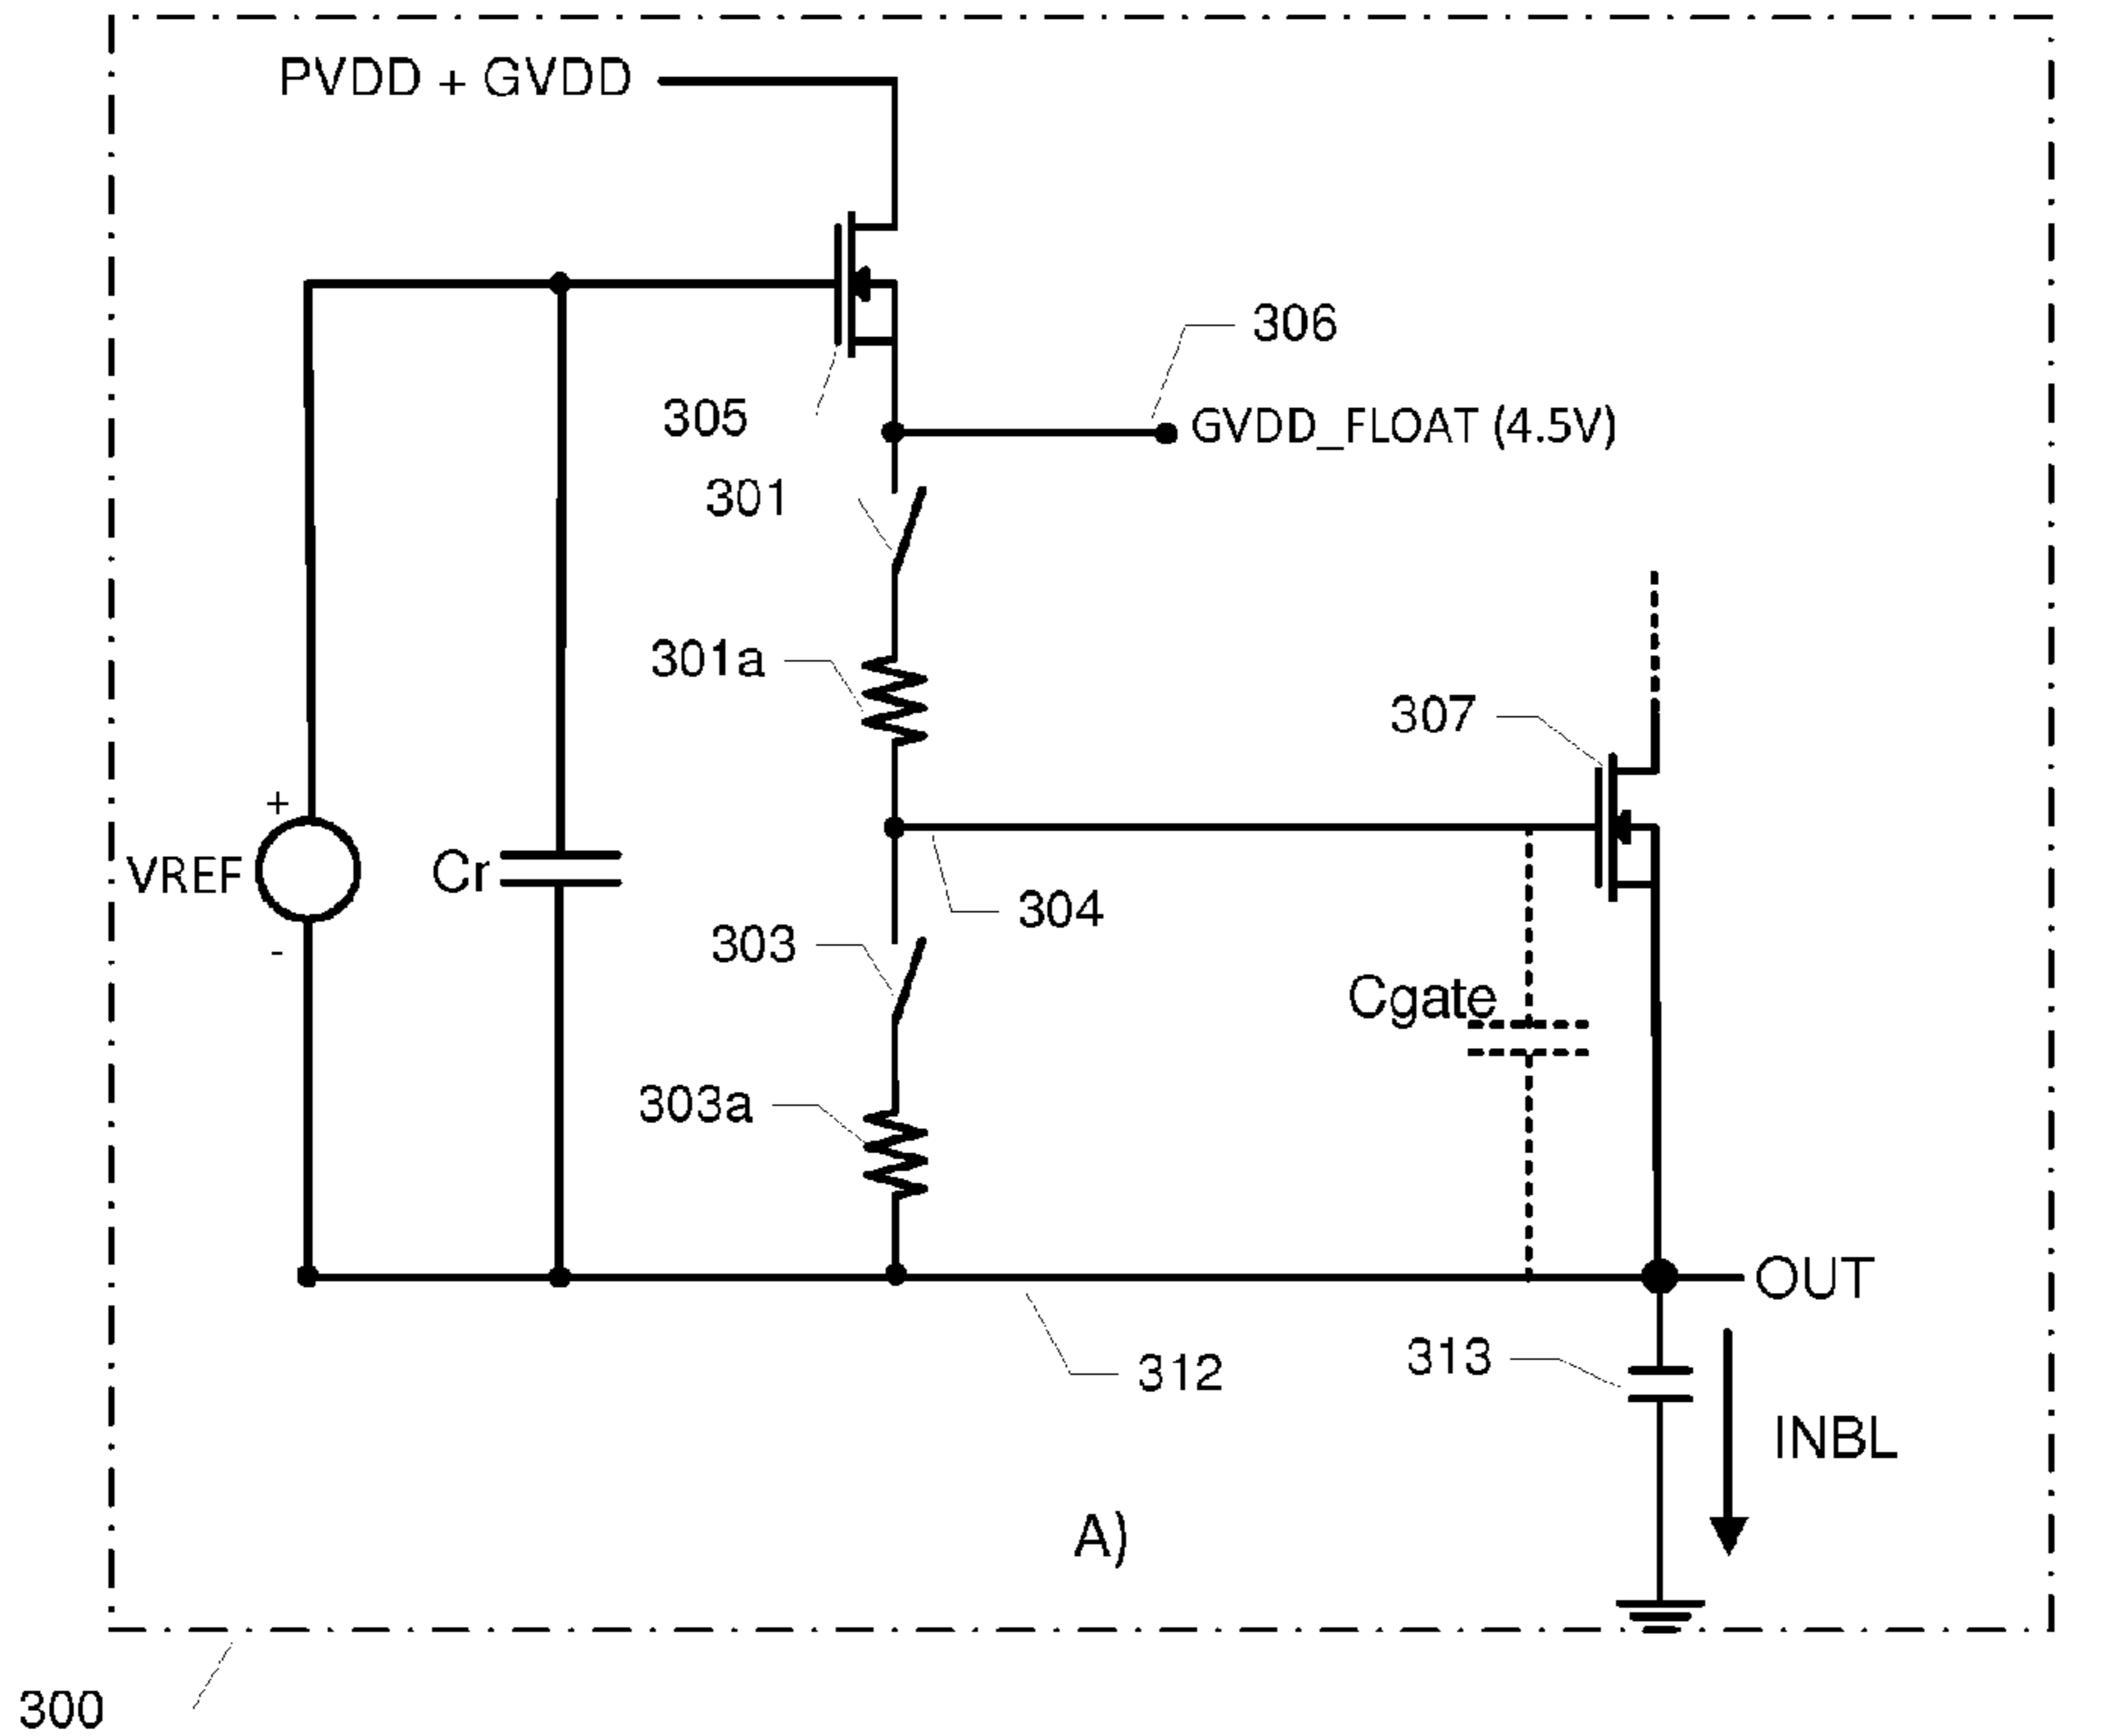 PVDD + GVDD
306
305
GVDD_FLOAT (4.5V)
301
301a
307
+
VREF
Cr
304
303
-
Cgate
303a
OUT
312
313
INBL
A)
300